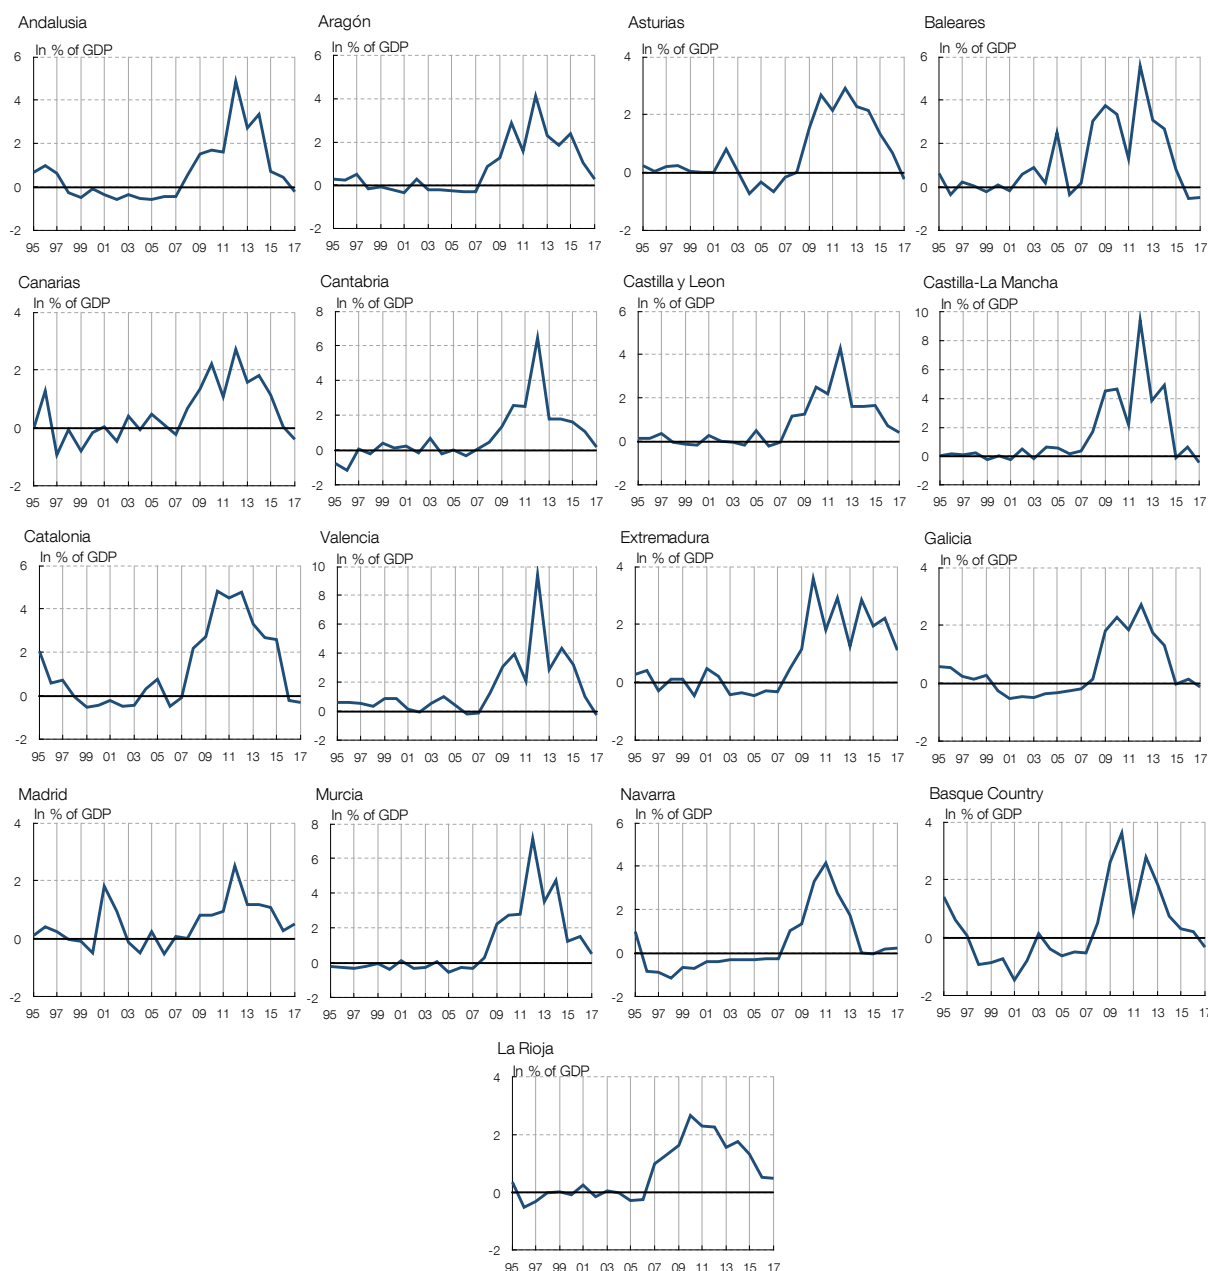 Andalusia
In % of GDP
6
4
2
0
-2
95 97 99 01 03 05 07 09 11 13 15 17
Aragón
In % of GDP
6
4
2
0
-2
95 97 99 01 03 05 07 09 11 13 15 17
Asturias
In % of GDP
4
2
0
-2
95 97 99 01 03 05 07 09 11 13 15 17
Baleares
In % of GDP
6
4
2
0
-2
95 97 99 01 03 05 07 09 11 13 15 17
Canarias
In % of GDP
4
2
0
-2
95 97 99 01 03 05 07 09 11 13 15 17
Cantabria
In % of GDP
8
6
4
2
0
-2
95 97 99 01 03 05 07 09 11 13 15 17
Castilla y Leon
In % of GDP
6
4
2
0
-2
95 97 99 01 03 05 07 09 11 13 15 17
Castilla-La Mancha
In % of GDP
10
8
6
4
2
0
-2
95 97 99 01 03 05 07 09 11 13 15 17
Catalonia
In % of GDP
6
4
2
0
-2
95 97 99 01 03 05 07 09 11 13 15 17
Valencia
In % of GDP
10
8
6
4
2
0
-2
95 97 99 01 03 05 07 09 11 13 15 17
Extremadura
In % of GDP
4
2
0
-2
95 97 99 01 03 05 07 09 11 13 15 17
Galicia
In % of GDP
4
2
0
-2
95 97 99 01 03 05 07 09 11 13 15 17
Madrid
In % of GDP
4
2
0
-2
95 97 99 01 03 05 07 09 11 13 15 17
Murcia
In % of GDP
8
6
4
2
0
-2
95 97 99 01 03 05 07 09 11 13 15 17
Navarra
In % of GDP
6
4
2
0
-2
95 97 99 01 03 05 07 09 11 13 15 17
Basque Country
In % of GDP
4
2
0
-2
95 97 99 01 03 05 07 09 11 13 15 17
La Rioja
In % of GDP
4
2
0
-2
95 97 99 01 03 05 07 09 11 13 15 17